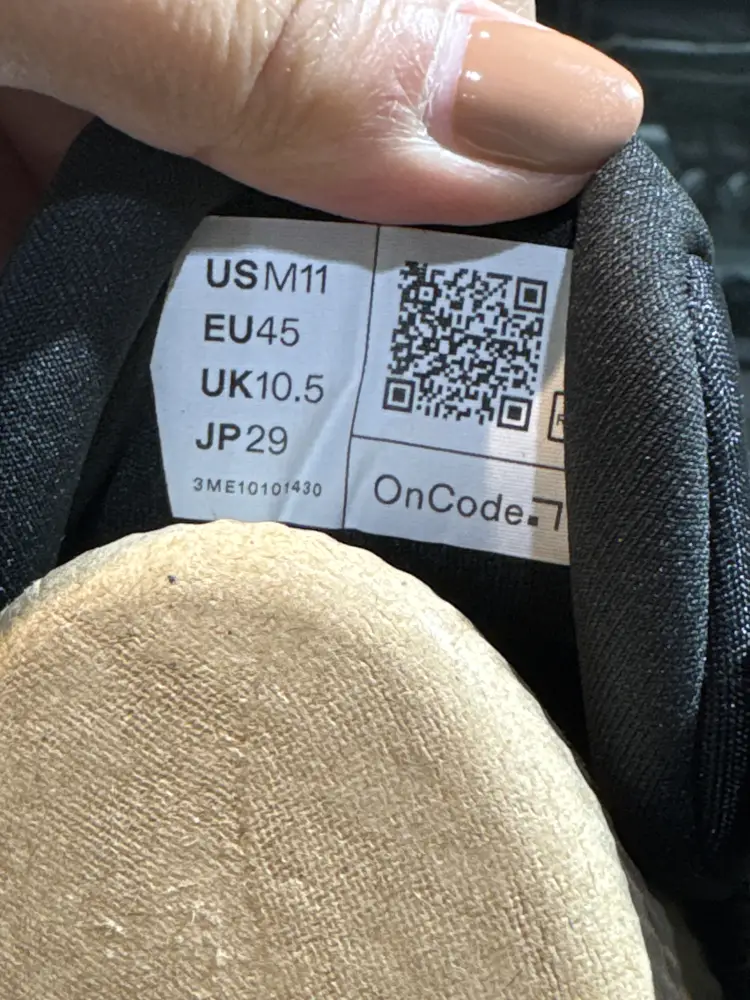 USM11
EU45
UK10.5
JP29
3ME10101430
OnCode